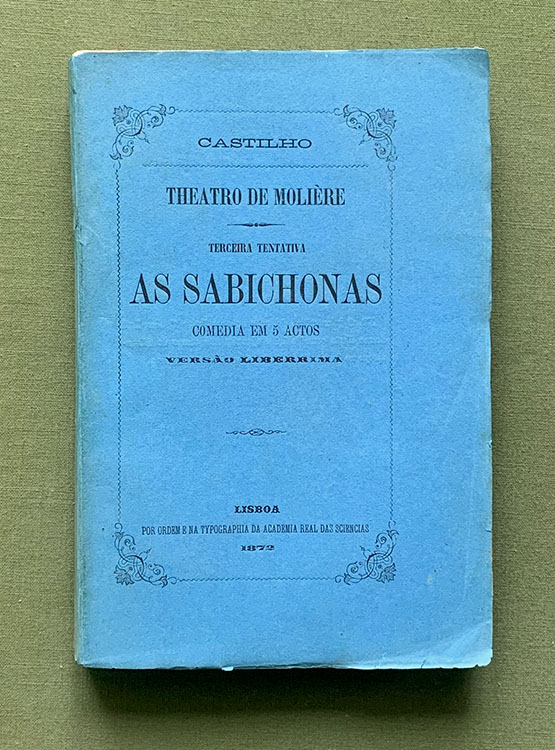 CASTILHO
THEATRO DE MOLIÈRE
TERCEIRA TENTATIVA
AS SABICHONAS
COMEDIA EM 5 ACTOS
VERSÃO LIBERRIMA
LISBOA
POR ORDEM E NA TYPOGRAPHIA DA ACADEMIA REAL DAS SCIENCIAS
1872